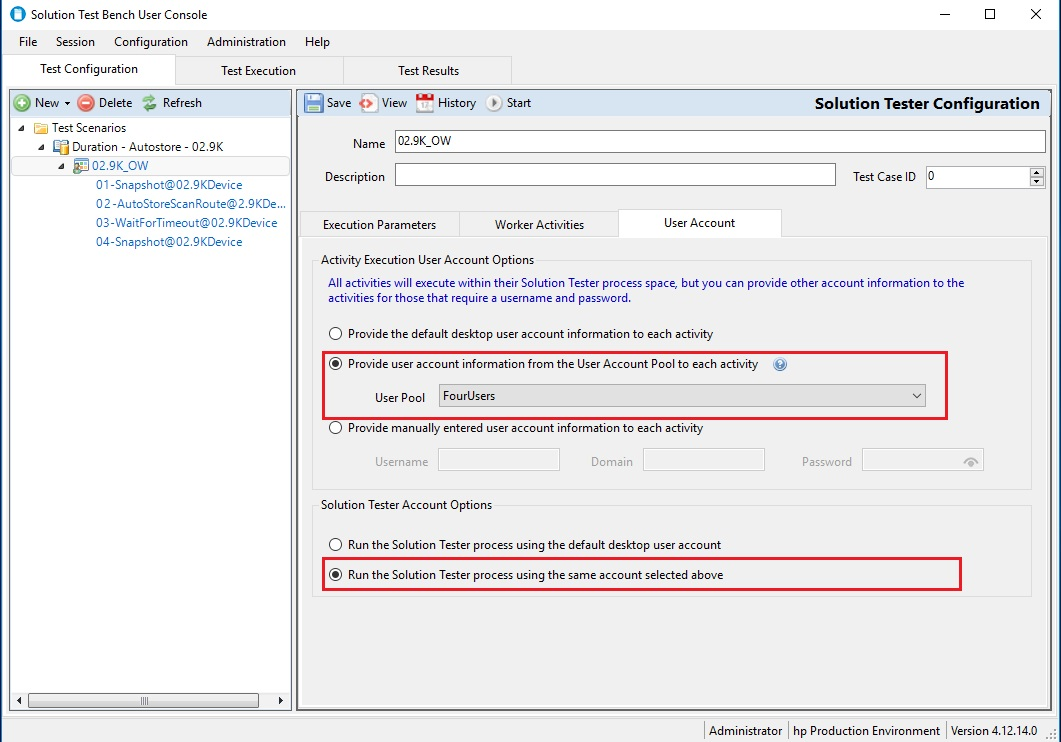 Solution Test Bench User Console
File Session Configuration Administration Help
Test Configuration Test Execution Test Results
New Delete Refresh
Save View History Start Solution Tester Configuration
Test Scenarios
Duration - Autostore - 02.9K
02.9K_OW
01-Snapshot@02.9KDevice
02-AutoStoreScanRoute@2.9KDe...
03-WaitForTimeout@02.9KDevice
04-Snapshot@02.9KDevice
Name 02.9K_OW
Description Test Case ID 0
Execution Parameters Worker Activities User Account
Activity Execution User Account Options
All activities will execute within their Solution Tester process space, but you can provide other account information to the
activities for those that require a username and password.
Provide the default desktop user account information to each activity
Provide user account information from the User Account Pool to each activity
User Pool FourUsers
Provide manually entered user account information to each activity
Username Domain Password
Solution Tester Account Options
Run the Solution Tester process using the default desktop user account
Run the Solution Tester process using the same account selected above
Administrator hp Production Environment Version 4.12.14.0